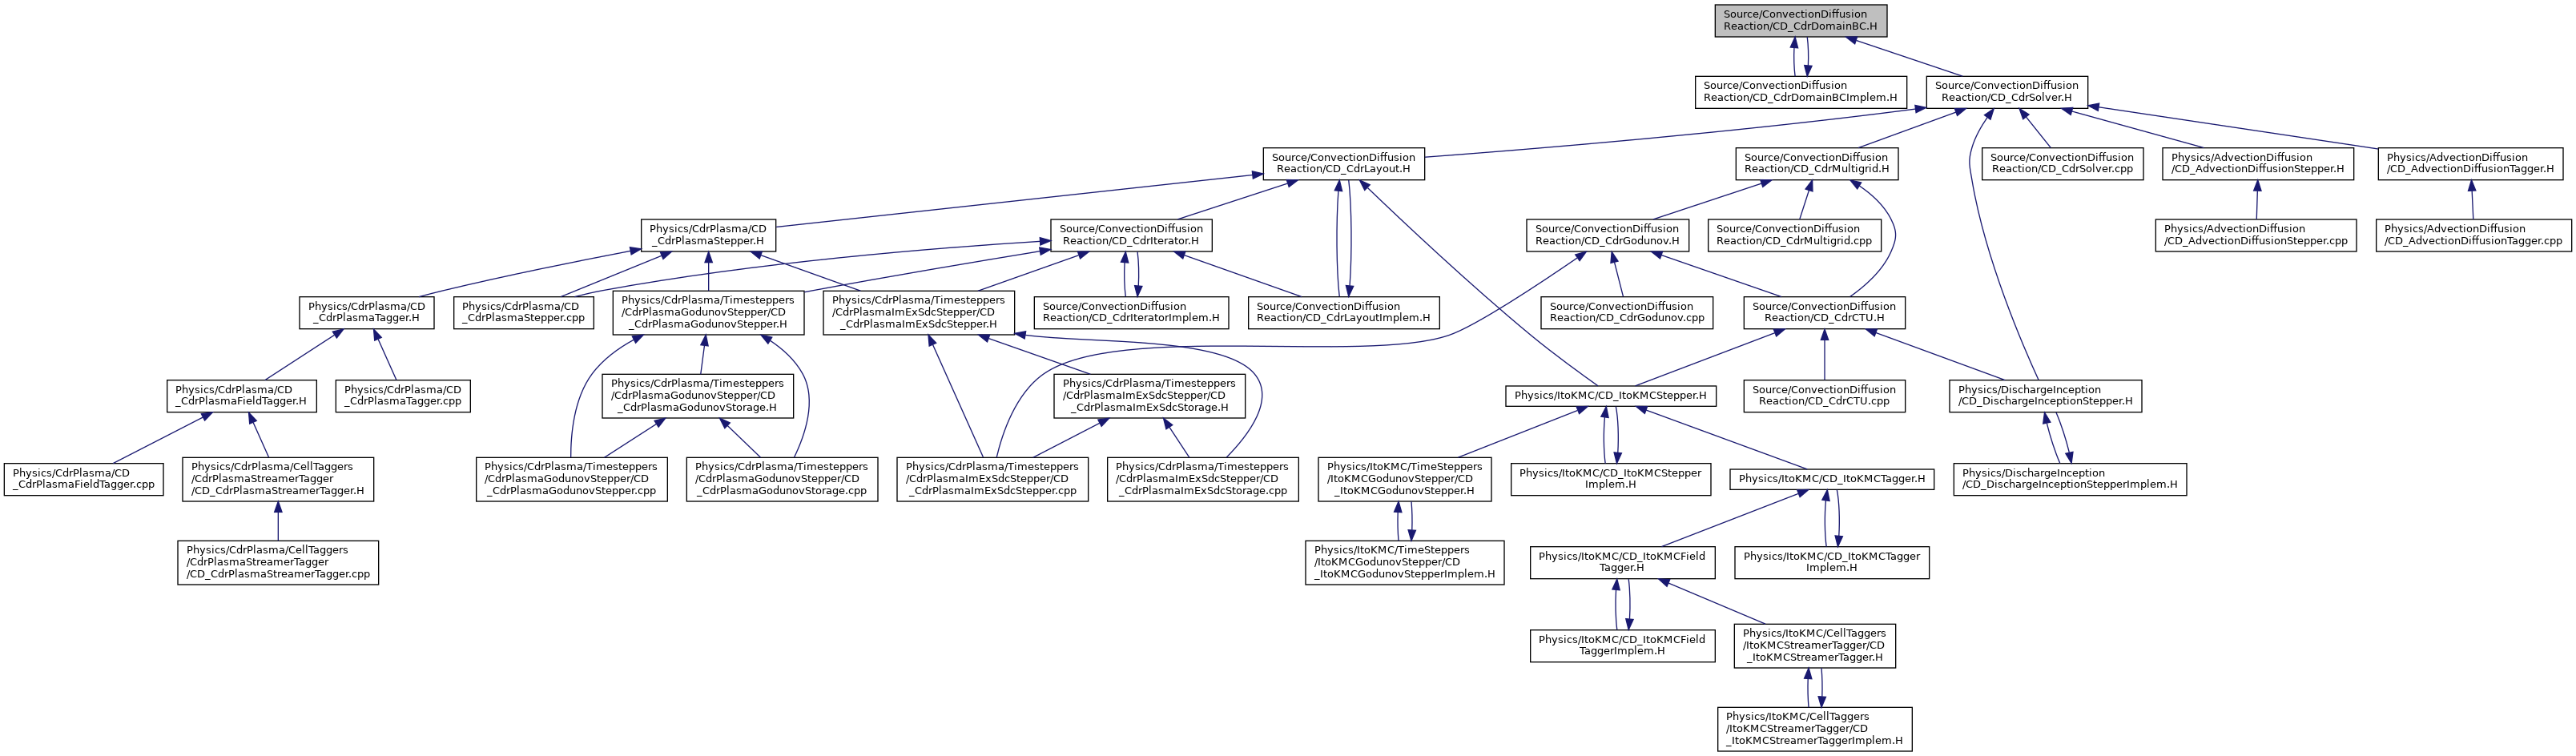 Source/ConvectionDiffusion
Reaction/CD_CdrDomainBC.H
Source/ConvectionDiffusion
Reaction/CD_CdrDomainBCImplem.H
Source/ConvectionDiffusion
Reaction/CD_CdrSolver.H
Source/ConvectionDiffusion
Reaction/CD_CdrLayout.H
Source/ConvectionDiffusion
Reaction/CD_CdrMultigrid.H
Source/ConvectionDiffusion
Reaction/CD_CdrSolver.cpp
Physics/AdvectionDiffusion
/CD_AdvectionDiffusionStepper.H
Physics/AdvectionDiffusion
/CD_AdvectionDiffusionTagger.H
Physics/CdrPlasma/CD
_CdrPlasmaStepper.H
Source/ConvectionDiffusion
Reaction/CD_CdrIterator.H
Source/ConvectionDiffusion
Reaction/CD_CdrGodunov.H
Source/ConvectionDiffusion
Reaction/CD_CdrMultigrid.cpp
Physics/AdvectionDiffusion
/CD_AdvectionDiffusionStepper.cpp
Physics/AdvectionDiffusion
/CD_AdvectionDiffusionTagger.cpp
Physics/CdrPlasma/CD
_CdrPlasmaTagger.H
Physics/CdrPlasma/CD
_CdrPlasmaStepper.cpp
Physics/CdrPlasma/Timesteppers
/CdrPlasmaGodunovStepper/CD
_CdrPlasmaGodunovStepper.H
Physics/CdrPlasma/Timesteppers
/CdrPlasmaImExSdcStepper/CD
_CdrPlasmaImExSdcStepper.H
Source/ConvectionDiffusion
Reaction/CD_CdrIteratorImplem.H
Source/ConvectionDiffusion
Reaction/CD_CdrLayoutImplem.H
Source/ConvectionDiffusion
Reaction/CD_CdrGodunov.cpp
Source/ConvectionDiffusion
Reaction/CD_CdrCTU.H
Physics/CdrPlasma/CD
_CdrPlasmaFieldTagger.H
Physics/CdrPlasma/CD
_CdrPlasmaTagger.cpp
Physics/CdrPlasma/Timesteppers
/CdrPlasmaGodunovStepper/CD
_CdrPlasmaGodunovStorage.H
Physics/CdrPlasma/Timesteppers
/CdrPlasmaImExSdcStepper/CD
_CdrPlasmaImExSdcStorage.H
Physics/ItoKMC/CD_ItoKMCStepper.H
Source/ConvectionDiffusion
Reaction/CD_CdrCTU.cpp
Physics/DischargeInception
/CD_DischargeInceptionStepper.H
Physics/CdrPlasma/CD
_CdrPlasmaFieldTagger.cpp
Physics/CdrPlasma/CellTaggers
/CdrPlasmaStreamerTagger
/CD_CdrPlasmaStreamerTagger.H
Physics/CdrPlasma/Timesteppers
/CdrPlasmaGodunovStepper/CD
_CdrPlasmaGodunovStepper.cpp
Physics/CdrPlasma/Timesteppers
/CdrPlasmaGodunovStepper/CD
_CdrPlasmaGodunovStorage.cpp
Physics/CdrPlasma/Timesteppers
/CdrPlasmaImExSdcStepper/CD
_CdrPlasmaImExSdcStepper.cpp
Physics/CdrPlasma/Timesteppers
/CdrPlasmaImExSdcStepper/CD
_CdrPlasmaImExSdcStorage.cpp
Physics/ItoKMC/TimeSteppers
/ItoKMCGodunovStepper/CD
_ItoKMCGodunovStepper.H
Physics/ItoKMC/CD_ItoKMCStepper
Implem.H
Physics/ItoKMC/CD_ItoKMCTagger.H
Physics/DischargeInception
/CD_DischargeInceptionStepperImplem.H
Physics/CdrPlasma/CellTaggers
/CdrPlasmaStreamerTagger
/CD_CdrPlasmaStreamerTagger.cpp
Physics/ItoKMC/TimeSteppers
/ItoKMCGodunovStepper/CD
_ItoKMCGodunovStepperImplem.H
Physics/ItoKMC/CD_ItoKMCField
Tagger.H
Physics/ItoKMC/CD_ItoKMCTagger
Implem.H
Physics/ItoKMC/CD_ItoKMCField
TaggerImplem.H
Physics/ItoKMC/CellTaggers
/ItoKMCStreamerTagger/CD
_ItoKMCStreamerTagger.H
Physics/ItoKMC/CellTaggers
/ItoKMCStreamerTagger/CD
_ItoKMCStreamerTaggerImplem.H